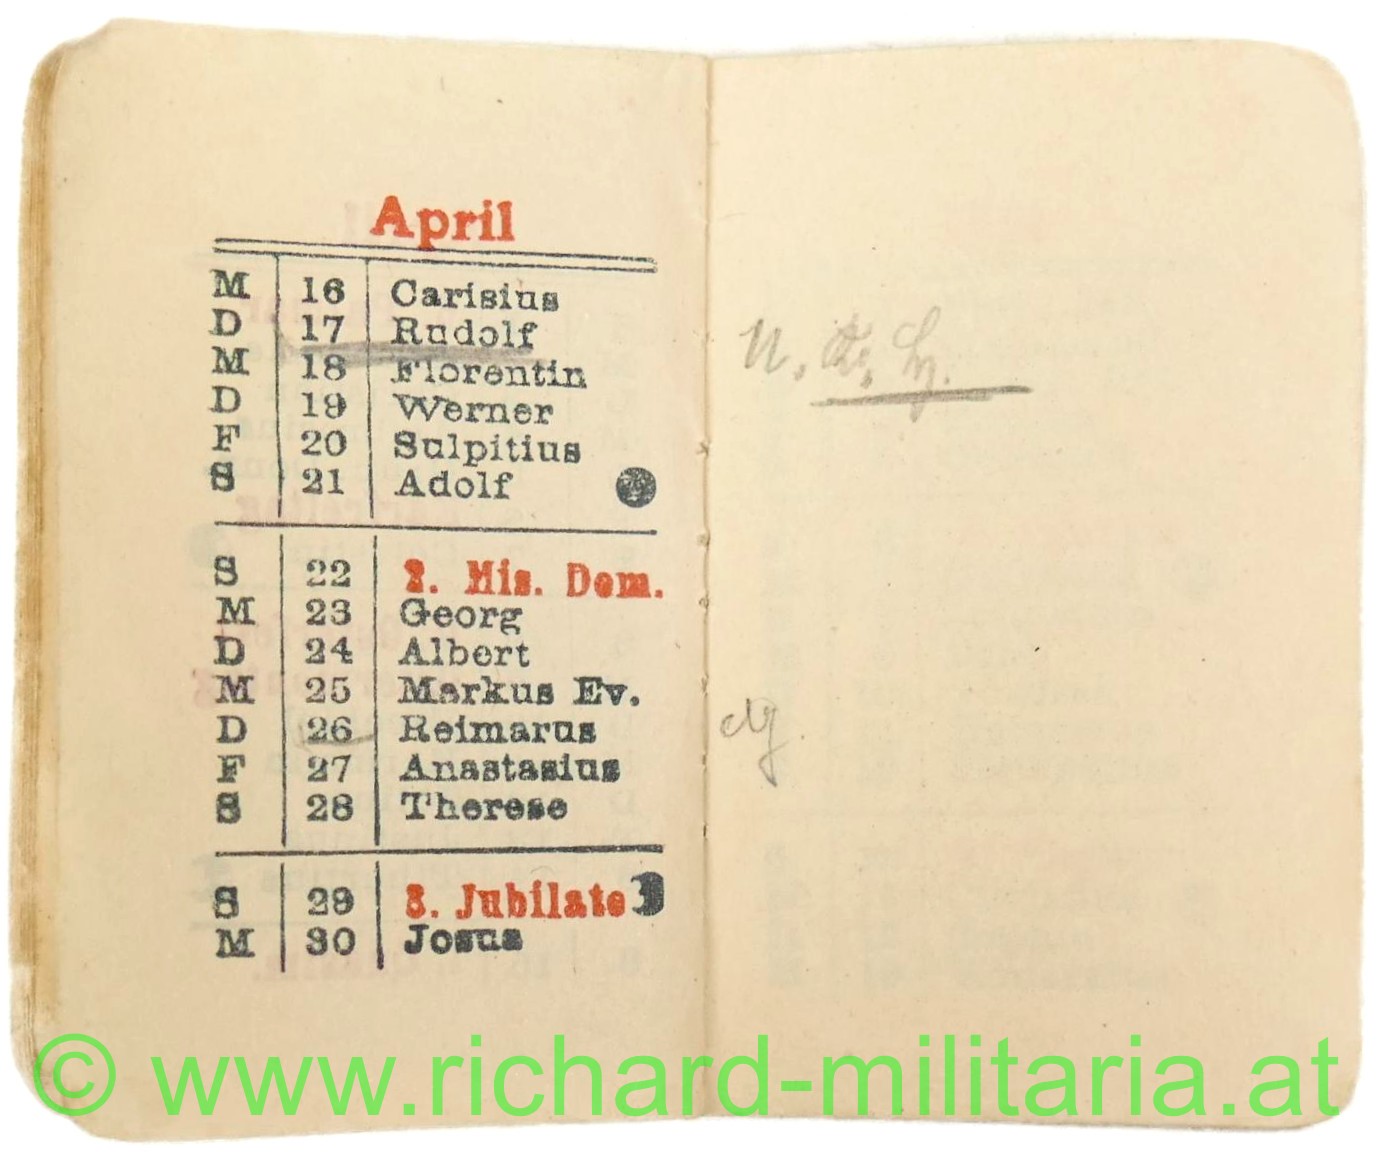 April
M 16 Carisius
D 17 Rudolf
M 18 Florentin
D 19 Werner
F 20 Sulpitius
S 21 Adolf
S 22 2. Mis. Dom.
M 23 Georg
D 24 Albert
M 25 Markus Ev.
D 26 Reimarus
F 27 Anastasius
S 28 Therese
S 29 3. Jubilate
M 30 Josua
© www.richard-militaria.at